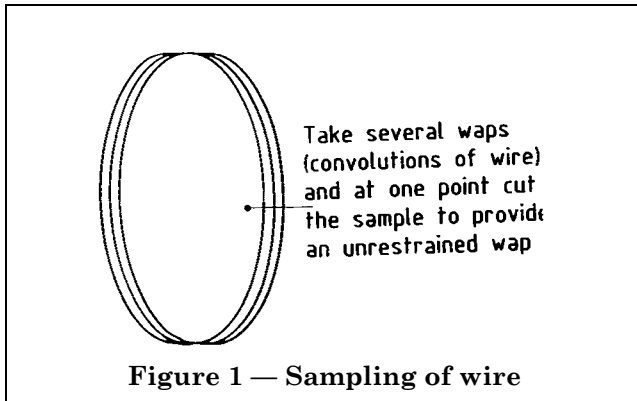 Take several waps
(convolutions of wire)
and at one point cut
the sample to provide
an unrestrained wap
Figure 1 — Sampling of wire